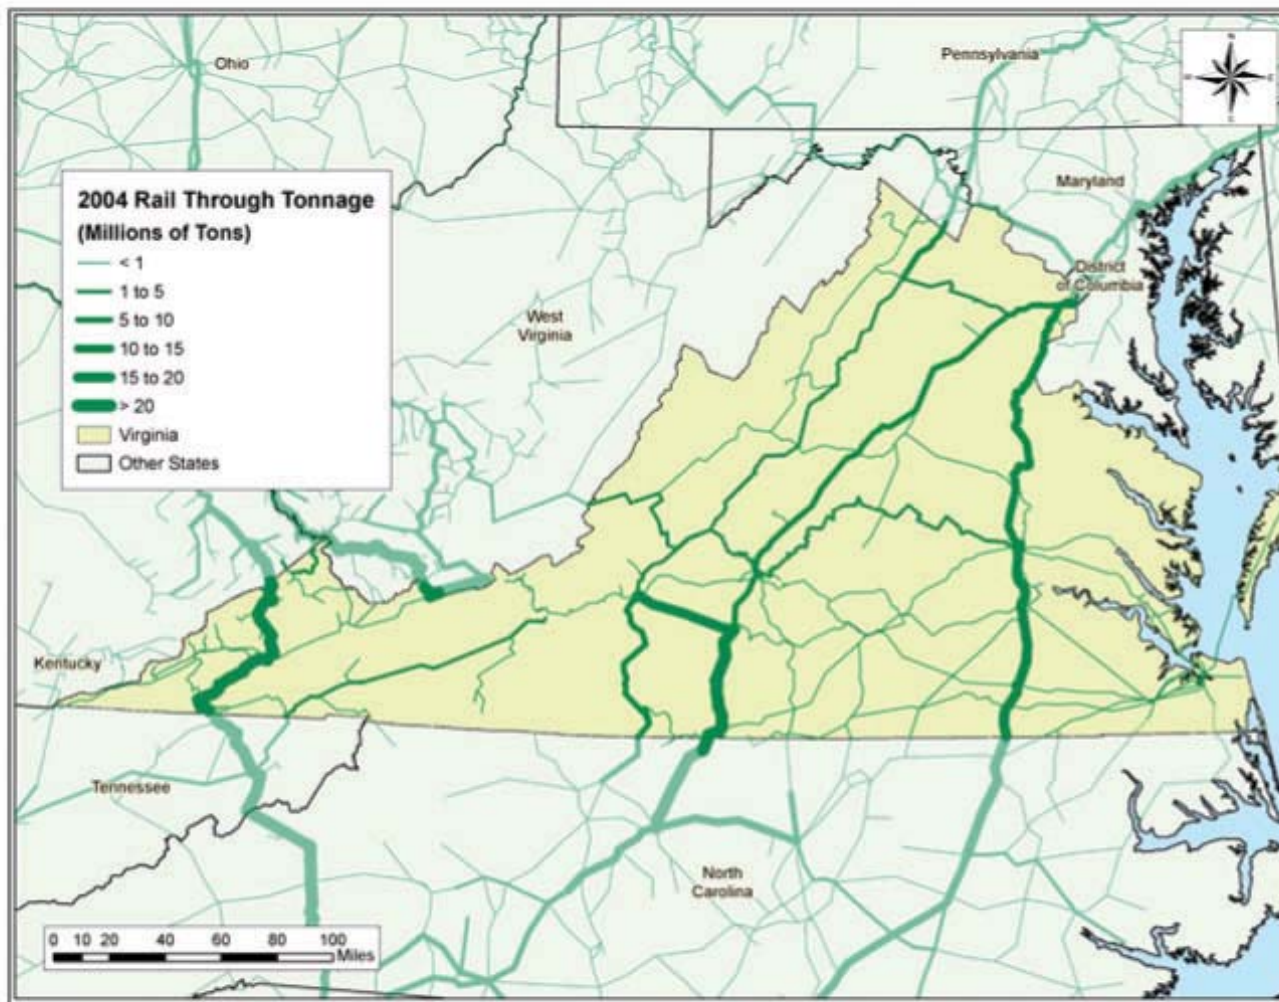 Ohio
Pennsylvania
N
W
E
S
2004 Rail Through Tonnage
(Millions of Tons)
< 1
1 to 5
5 to 10
10 to 15
15 to 20
> 20
Virginia
Other States
Maryland
District
of Columbia
West
Virginia
Kentucky
Tennessee
North
Carolina
0 10 20 40 60 80 100
Miles